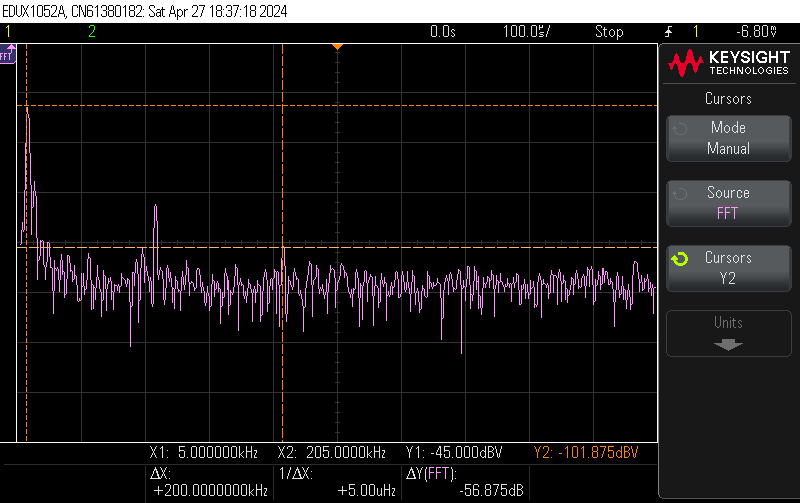 EDUX1052A, CN61380182: Sat Apr 27 18:37:18 2024
1 2 0.0s 100.0s/ Stop 1 -6.80V
FFT
KEYSIGHT
TECHNOLOGIES
Cursors
Mode
Manual
Source
FFT
Cursors
Y2
Units
X1: 5.000000kHz X2: 205.0000kHz Y1: -45.000dBV Y2: -101.875dBV
ΔX: 1/ΔX: ΔY(FFT):
+200.0000000kHz +5.00uHz -56.875dB